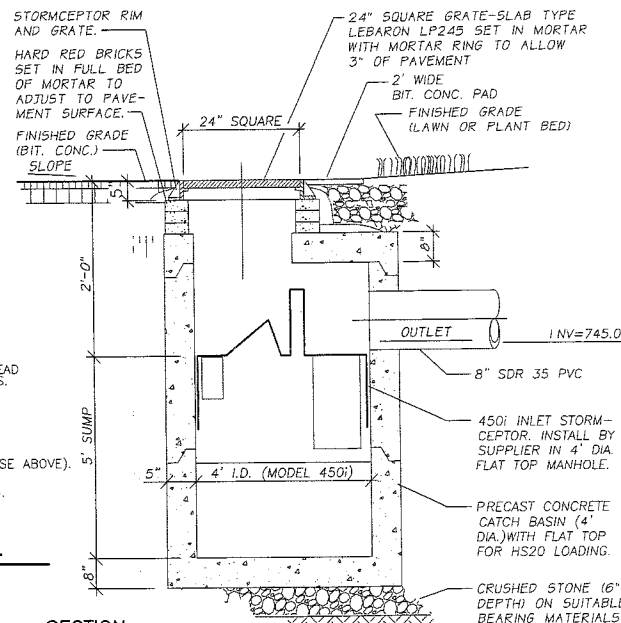 STORMCEPTOR RIM
AND GRATE.
HARD RED BRICKS
SET IN FULL BED
OF MORTAR TO
ADJUST TO PAVE-
MENT SURFACE.
FINISHED GRADE
(BIT. CONC.)
SLOPE
24" SQUARE GRATE-SLAB TYPE
LEBARON LP245 SET IN MORTAR
WITH MORTAR RING TO ALLOW
3" OF PAVEMENT
2' WIDE
BIT. CONC. PAD
FINISHED GRADE
(LAWN OR PLANT BED)
24" SQUARE
5"
8"
2'-0"
OUTLET
INV=745.0
8" SDR 35 PVC
EAD
S.
5' SUMP
SE ABOVE).
450i INLET STORM-
CEPTOR. INSTALL BY
SUPPLIER IN 4' DIA.
FLAT TOP MANHOLE.
5"
4' I.D. (MODEL 450i)
PRECAST CONCRETE
CATCH BASIN (4'
DIA.)WITH FLAT TOP
FOR HS20 LOADING.
8"
CRUSHED STONE (6"
DEPTH) ON SUITABLE
BEARING MATERIALS